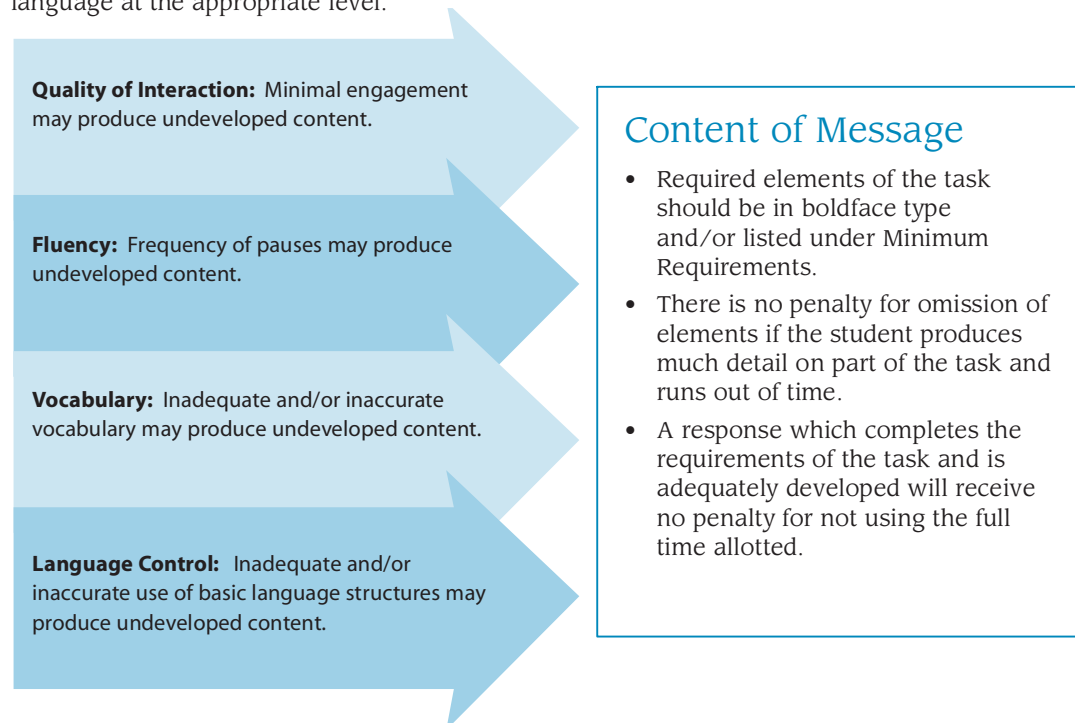 language at the appropriate level.
Quality of Interaction: Minimal engagement
may produce undeveloped content.
Fluency: Frequency of pauses may produce
undeveloped content.
Vocabulary: Inadequate and/or inaccurate
vocabulary may produce undeveloped content.
Language Control: Inadequate and/or
inaccurate use of basic language structures may
produce undeveloped content.
Content of Message
• Required elements of the task
should be in boldface type
and/or listed under Minimum
Requirements.
• There is no penalty for omission of
elements if the student produces
much detail on part of the task and
runs out of time.
• A response which completes the
requirements of the task and is
adequately developed will receive
no penalty for not using the full
time allotted.